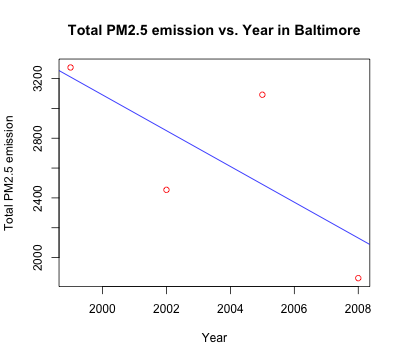 Total PM2.5 emission vs. Year in Baltimore
Total PM2.5 emission
3200
2800
2400
2000
2000 2002 2004 2006 2008
Year